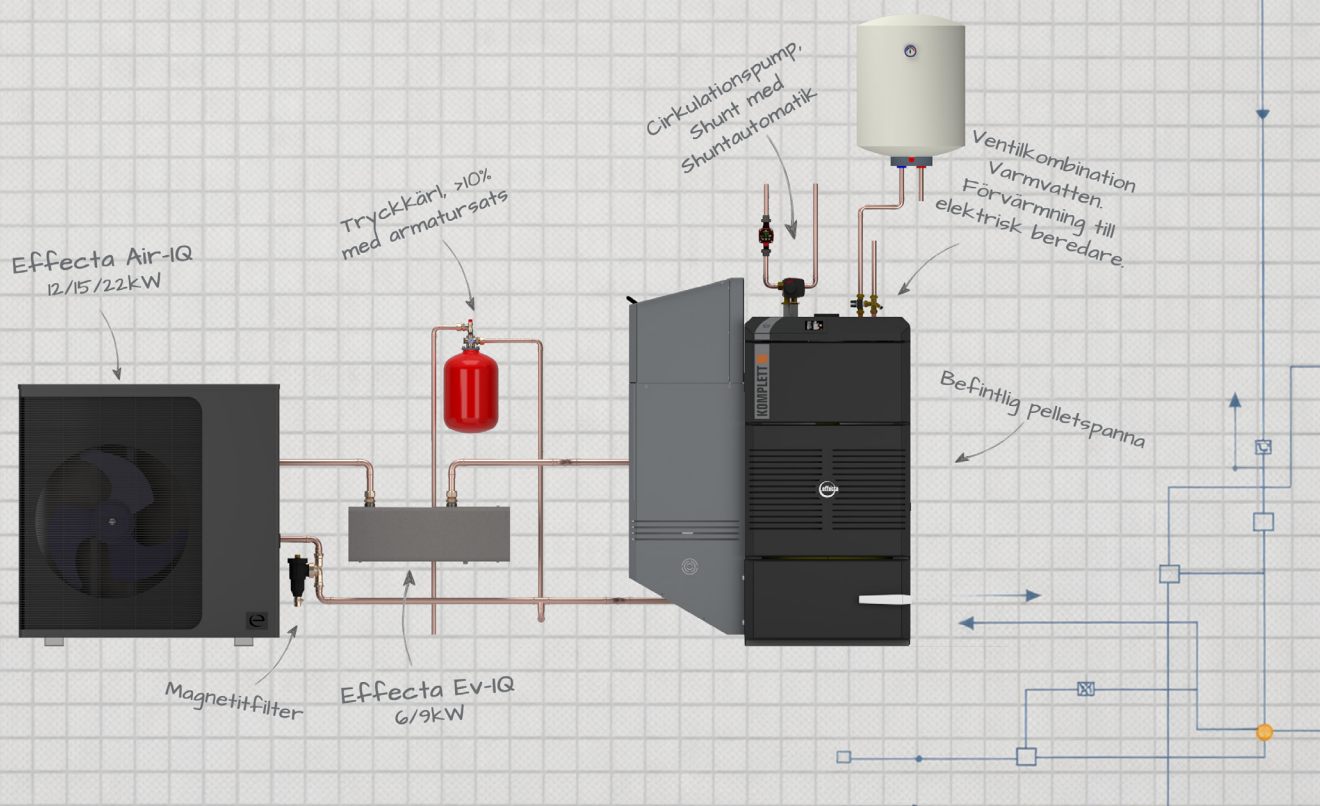 Cirkulationspump,
Shunt med
Shuntautomatik
Ventilkombination
Varmvatten.
Förvärmning till
elektrisk beredare.
Tryckkärl, >10%
med armatursats
Effecta Air-IQ
12/15/22kW
KOMPLETT
Befintlig pelletspanna
effecta
e
Magnetitfilter
Effecta Ev-IQ
6/9kW